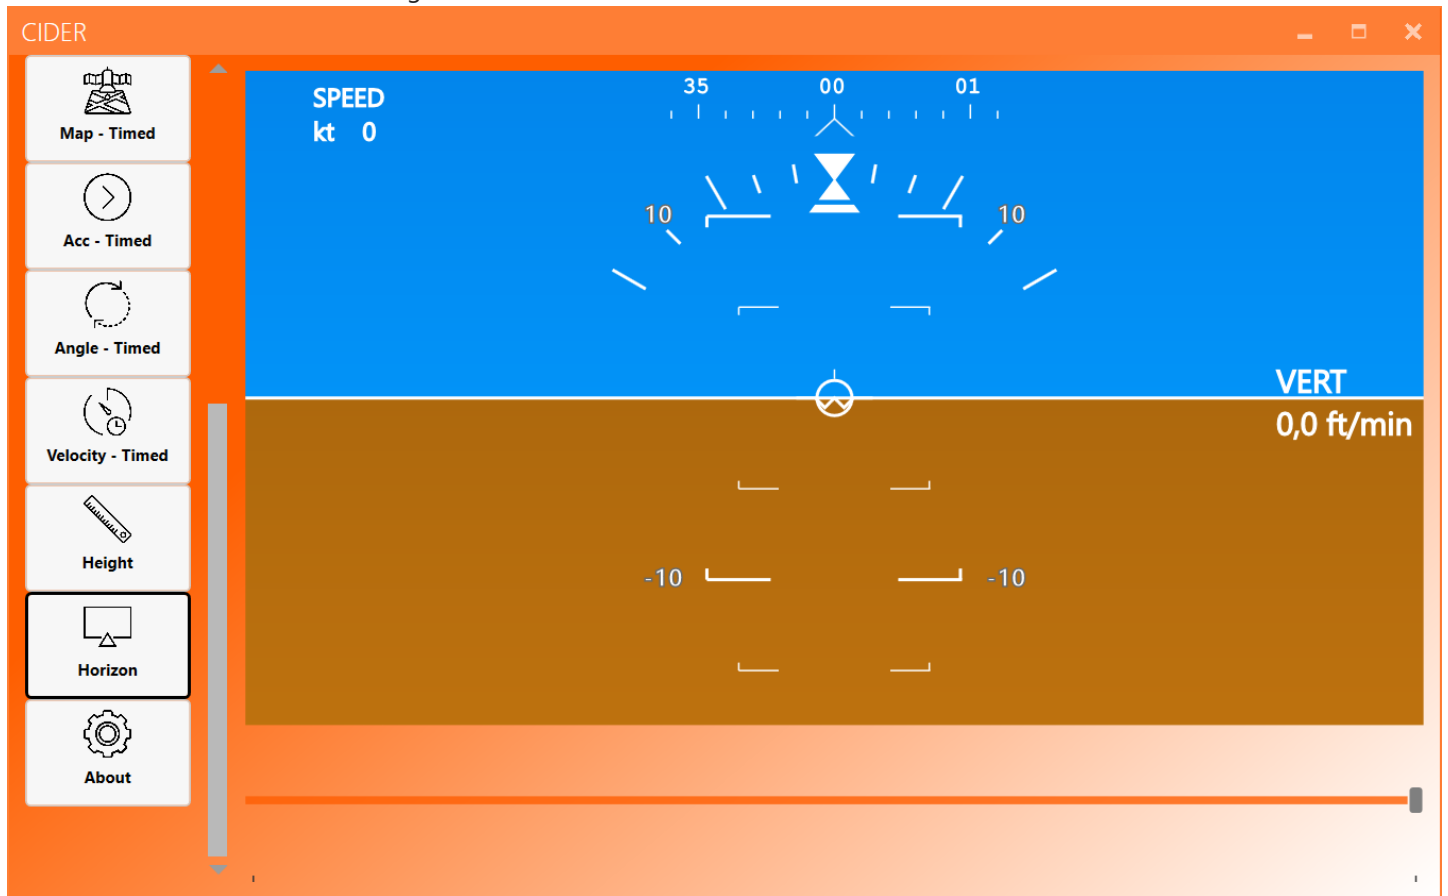 CIDER
Map - Timed
Acc - Timed
Angle - Timed
Velocity - Timed
Height
Horizon
About
SPEED
kt 0
35 00 01
10 10
VERT
0,0 ft/min
-10 -10